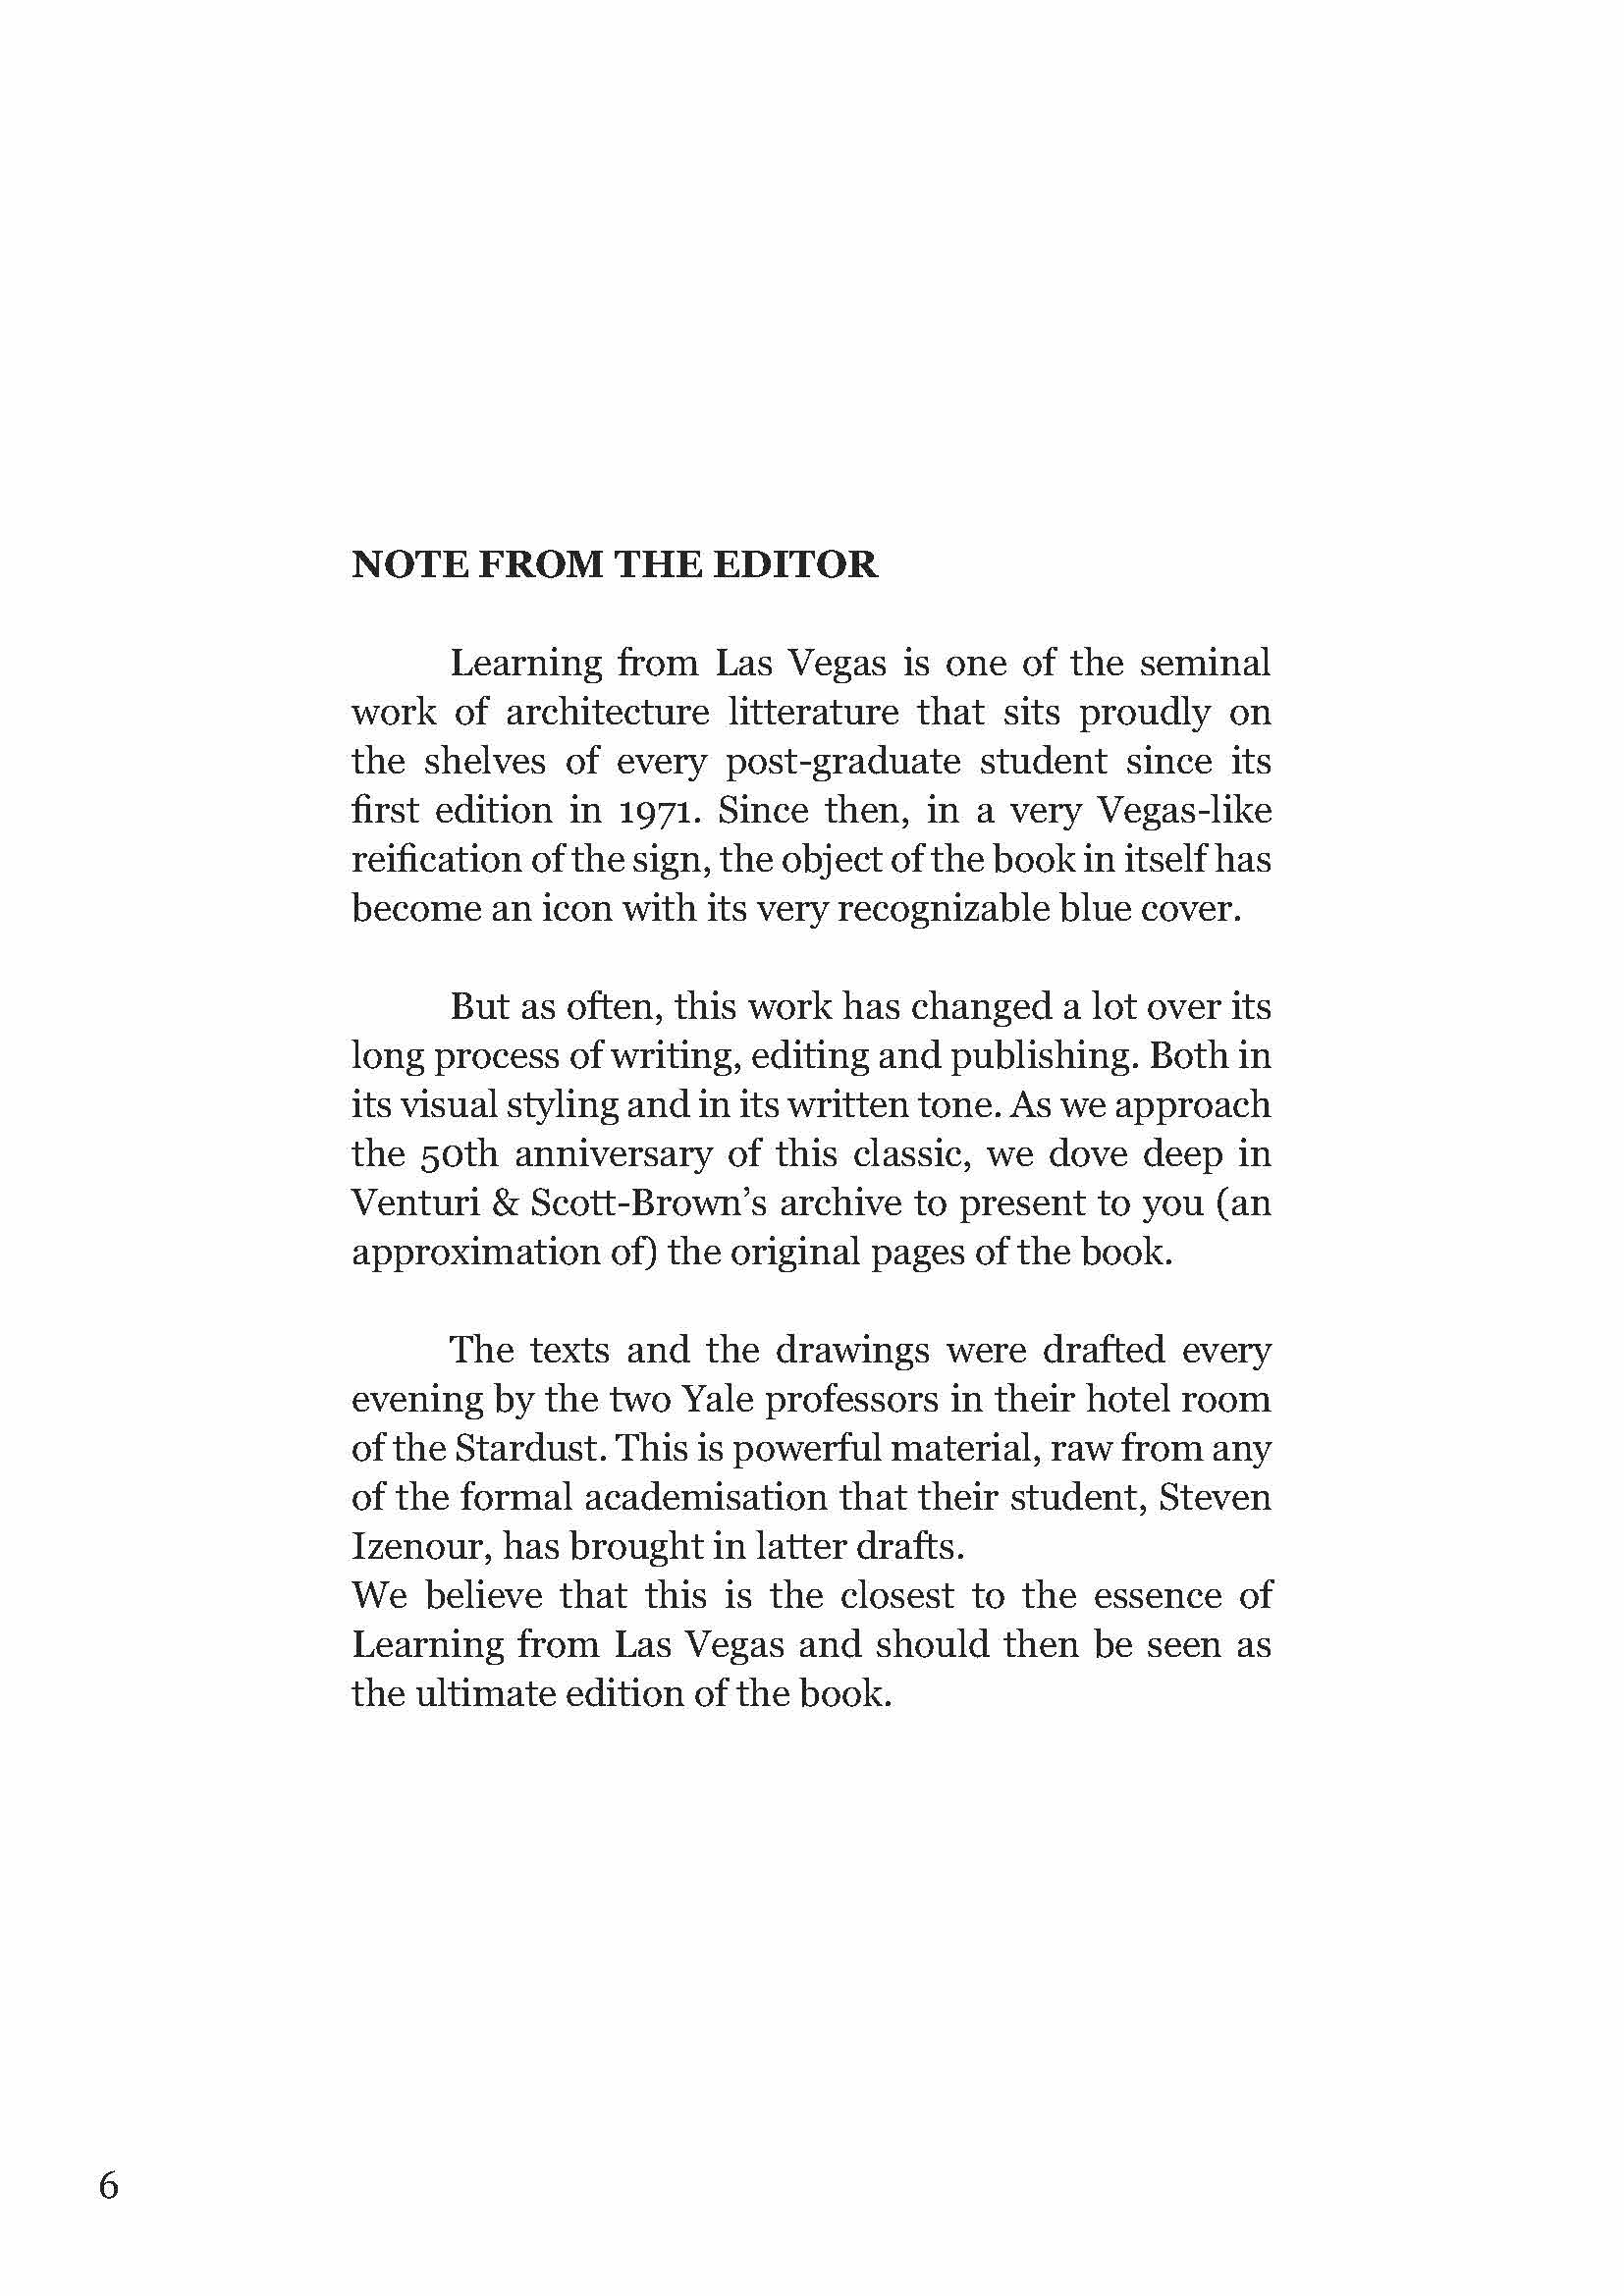 NOTE FROM THE EDITOR
Learning from Las Vegas is one of the seminal
work of architecture litterature that sits proudly on
the shelves of every post-graduate student since its
first edition in 1971. Since then, in a very Vegas-like
reification of the sign, the object of the book in itself has
become an icon with its very recognizable blue cover.
But as often, this work has changed a lot over its
long process of writing, editing and publishing. Both in
its visual styling and in its written tone. As we approach
the 50th anniversary of this classic, we dove deep in
Venturi & Scott-Brown’s archive to present to you (an
approximation of) the original pages of the book.
The texts and the drawings were drafted every
evening by the two Yale professors in their hotel room
of the Stardust. This is powerful material, raw from any
of the formal academisation that their student, Steven
Izenour, has brought in latter drafts.
We believe that this is the closest to the essence of
Learning from Las Vegas and should then be seen as
the ultimate edition of the book.
6